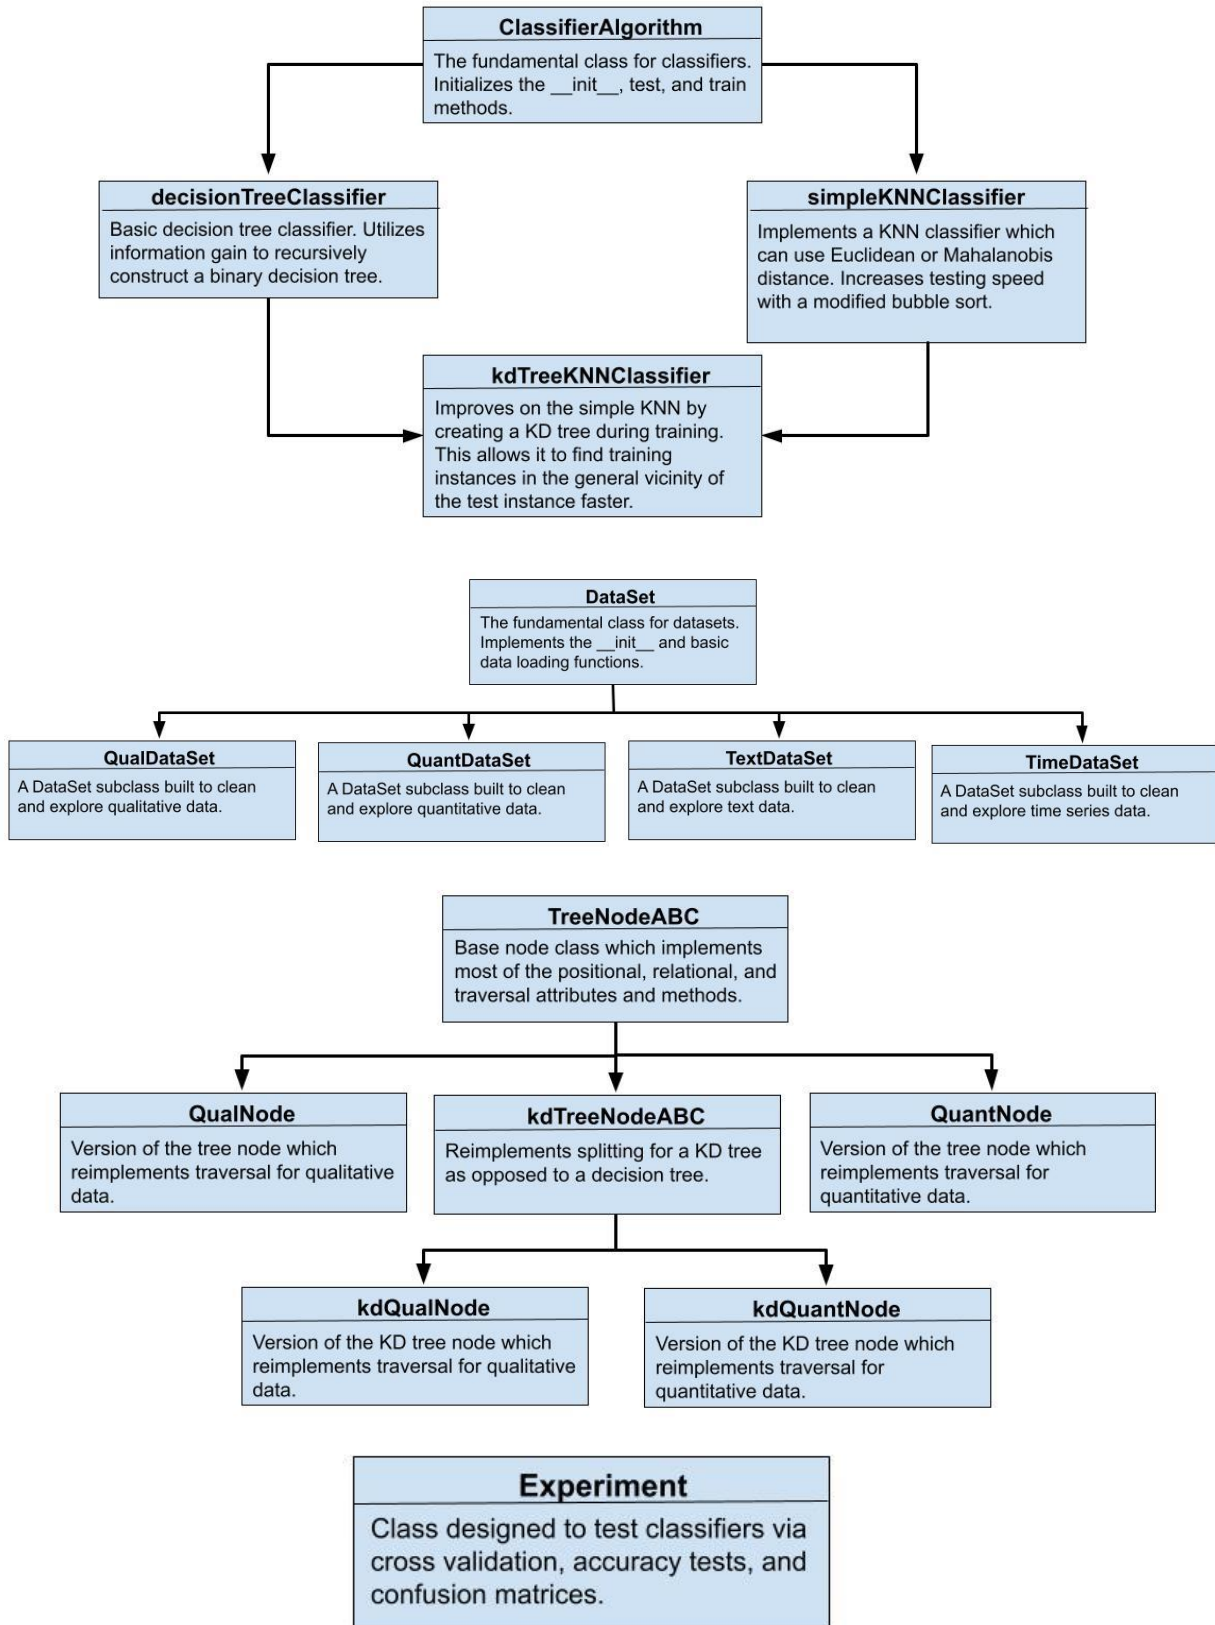 ClassifierAlgorithm
The fundamental class for classifiers.
Initializes the __init__, test, and train
methods.
decisionTreeClassifier
Basic decision tree classifier. Utilizes
information gain to recursively
construct a binary decision tree.
simpleKNNClassifier
Implements a KNN classifier which
can use Euclidean or Mahalanobis
distance. Increases testing speed
with a modified bubble sort.
kdTreeKNNClassifier
Improves on the simple KNN by
creating a KD tree during training.
This allows it to find training
instances in the general vicinity of
the test instance faster.
DataSet
The fundamental class for datasets.
Implements the __init__ and basic
data loading functions.
QualDataSet
A DataSet subclass built to clean
and explore qualitative data.
QuantDataSet
A DataSet subclass built to clean
and explore quantitative data.
TextDataSet
A DataSet subclass built to clean
and explore text data.
TimeDataSet
A DataSet subclass built to clean
and explore time series data.
TreeNodeABC
Base node class which implements
most of the positional, relational, and
traversal attributes and methods.
QualNode
Version of the tree node which
reimplements traversal for qualitative
data.
kdTreeNodeABC
Reimplements splitting for a KD tree
as opposed to a decision tree.
QuantNode
Version of the tree node which
reimplements traversal for
quantitative data.
kdQualNode
Version of the KD tree node which
reimplements traversal for qualitative
data.
kdQuantNode
Version of the KD tree node which
reimplements traversal for
quantitative data.
Experiment
Class designed to test classifiers via
cross validation, accuracy tests, and
confusion matrices.